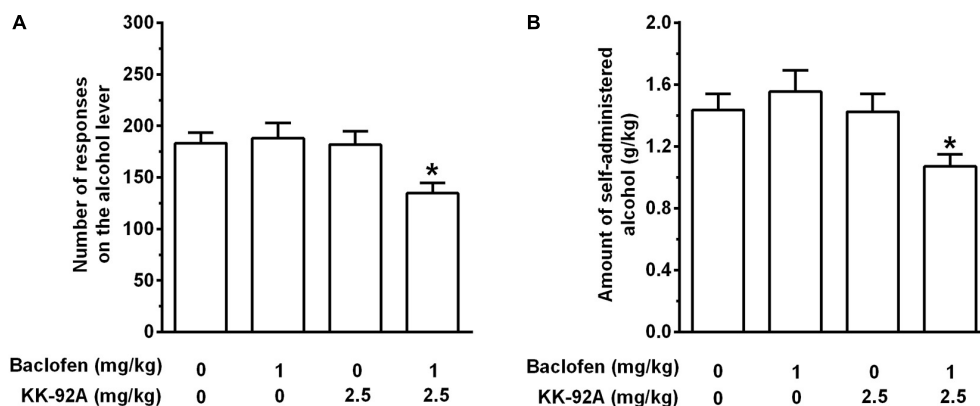 A
Number of responses
on the alcohol lever
300
250
200
150
100
50
0
*
Baclofen (mg/kg) 0 1 0 1
KK-92A (mg/kg) 0 0 2.5 2.5
B
Amount of self-administered
alcohol (g/kg)
2.0
1.6
1.2
0.8
0.4
0.0
*
Baclofen (mg/kg) 0 1 0 1
KK-92A (mg/kg) 0 0 2.5 2.5